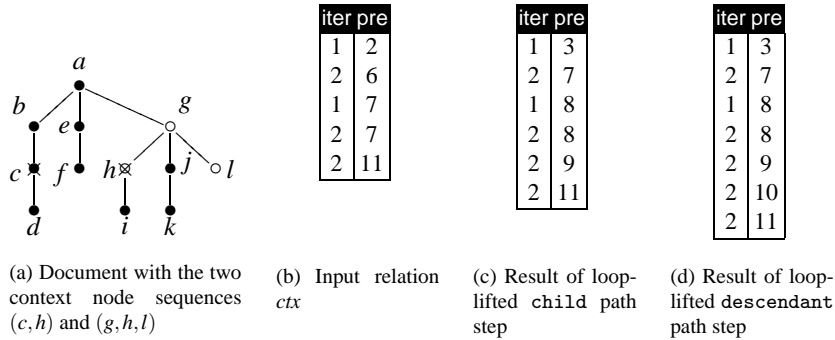 a
b
e
g
c
f
h
j
l
d
i
k
(a) Document with the two
context node sequences
(c,h) and (g,h,l)
iter pre
1 2
2 6
1 7
2 7
2 11
(b) Input relation
ctx
iter pre
1 3
2 7
1 8
2 8
2 9
2 11
(c) Result of loop-
lifted child path
step
iter pre
1 3
2 7
1 8
2 8
2 9
2 10
2 11
(d) Result of loop-
lifted descendant
path step